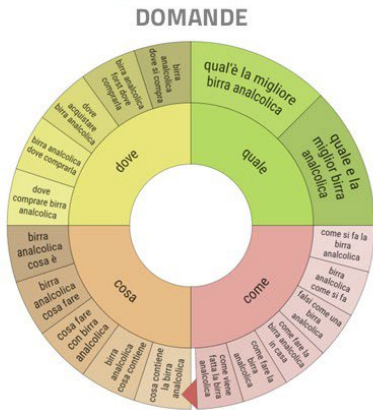 DOMANDE
qual'è la migliore
birra analcolica
quale e la
miglior birra
analcolica
quale
come si fa la
birra
analcolica
birra
analcolica
come si fa
falsi come una
birra
analcolica
come fare la
birra analcolica
in casa
come fare la
birra
analcolica
come viene
fatta la birra
analcolica
come
cosa contiene
la birra
analcolica
birra
analcolica
cosa contiene
cosa fare
con birra
analcolica
birra
analcolica
cosa fare
birra
analcolica
cosa è
cosa
dove
comprare birra
analcolica
birra analcolica
dove comprarla
dove
acquistare
birra analcolica
birra analcolica
forst dove
comprarla
birra
analcolica
dove si compra
dove